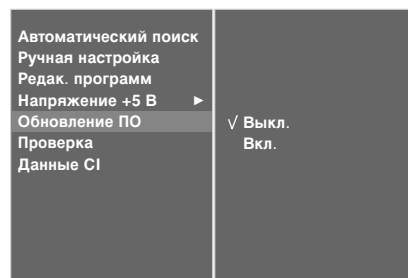 Автоматический поиск
Ручная настройка
Редак. программ
Напряжение +5 В ►
Обновление ПО
√ Выкл.
Проверка
Вкл.
Данные CI